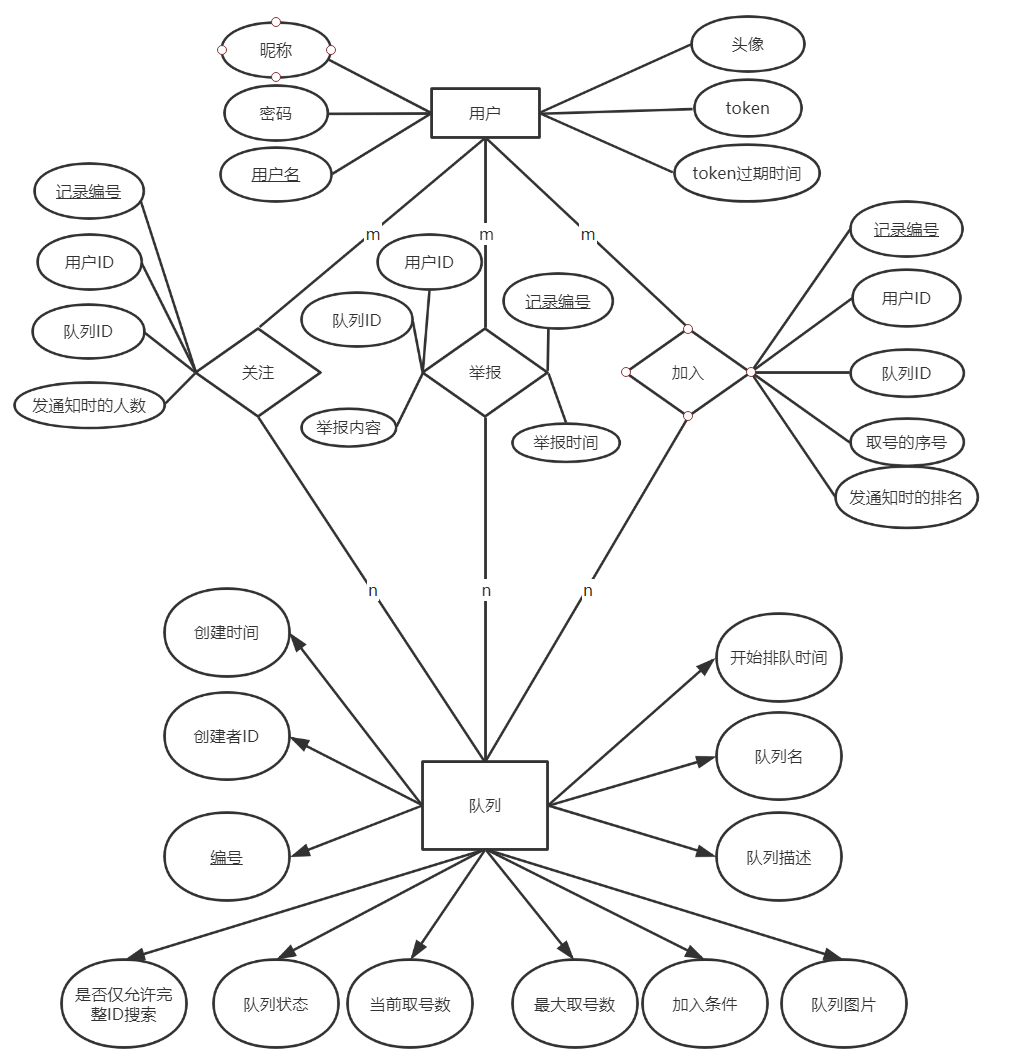 昵称
头像
密码
用户
token
用户名
token过期时间
记录编号
m
m
m
记录编号
用户ID
用户ID
用户ID
队列ID
队列ID
记录编号
关注
举报
加入
队列ID
发通知时的人数
举报内容
举报时间
取号的序号
发通知时的排名
n
n
n
创建时间
开始排队时间
创建者ID
队列名
队列
编号
队列描述
是否仅允许完
整ID搜索
队列状态
当前取号数
最大取号数
加入条件
队列图片